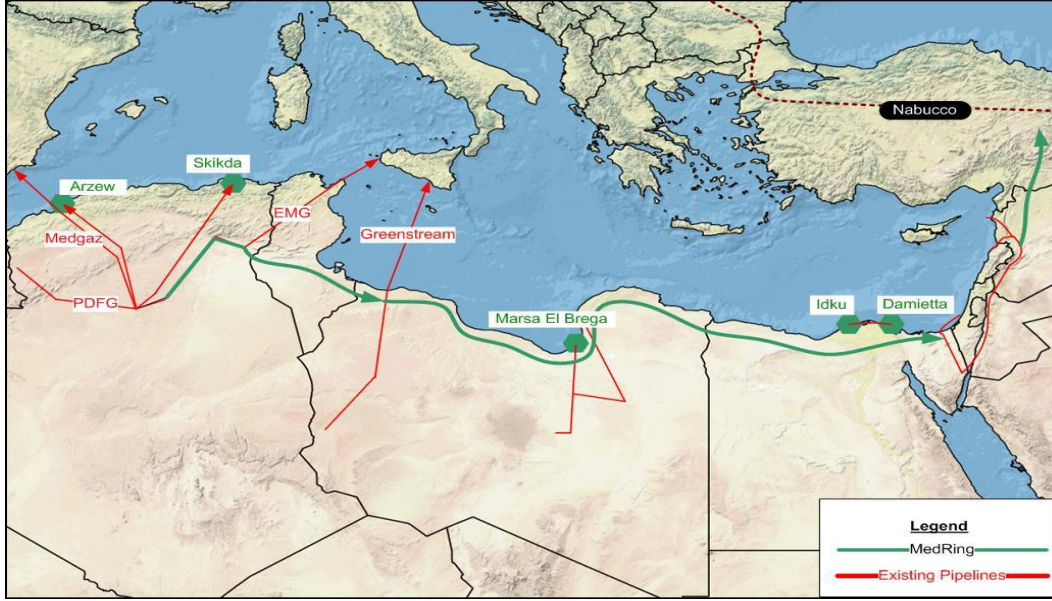 Nabucco
Skikda
Arzew
EMG
Medgaz
Greenstream
PDFG
Marsa El Brega
Idku
Damietta
Legend
MedRing
Existing Pipelines